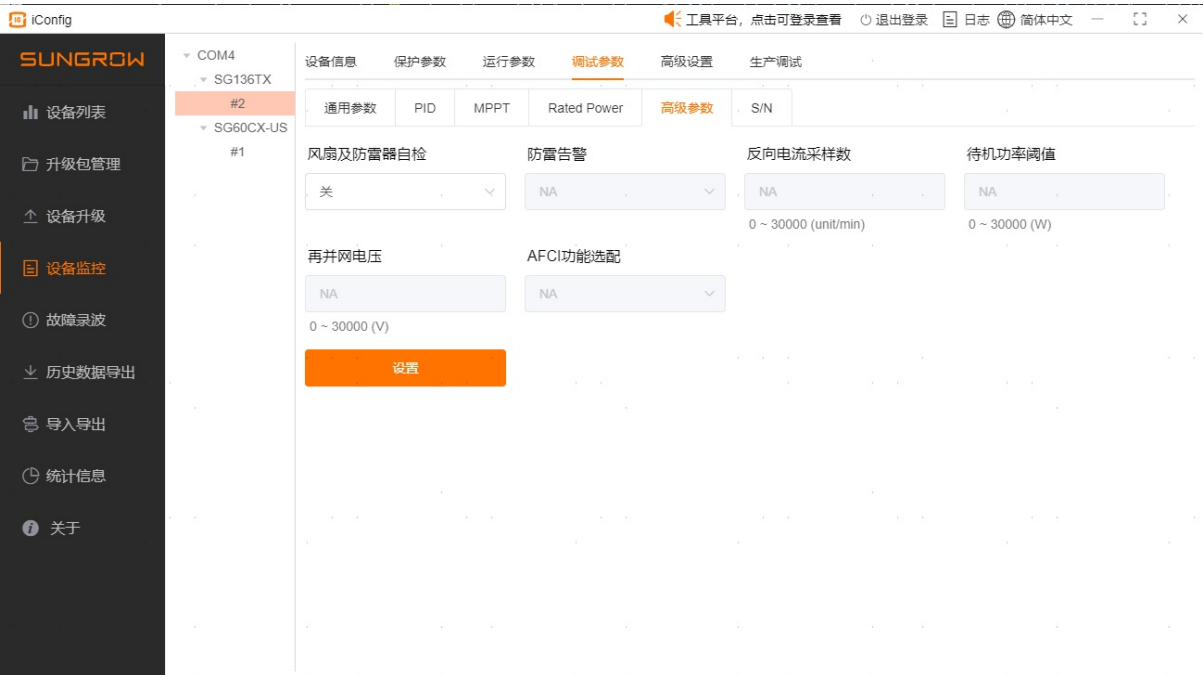 iConfig
工具平台，点击可登录查看 退出登录 日志 简体中文
SUNGROW
设备列表
升级包管理
设备升级
设备监控
故障录波
历史数据导出
导入导出
统计信息
关于
COM4
SG136TX
#2
SG60CX-US
#1
设备信息 保护参数 运行参数 调试参数 高级设置 生产调试
通用参数 PID MPPT Rated Power 高级参数 S/N
风扇及防雷器自检 防雷告警 反向电流采样数 待机功率阈值
关 NA NA NA
0 ~ 30000 (unit/min) 0 ~ 30000 (W)
再并网电压 AFCI功能选配
NA NA
0 ~ 30000 (V)
设置